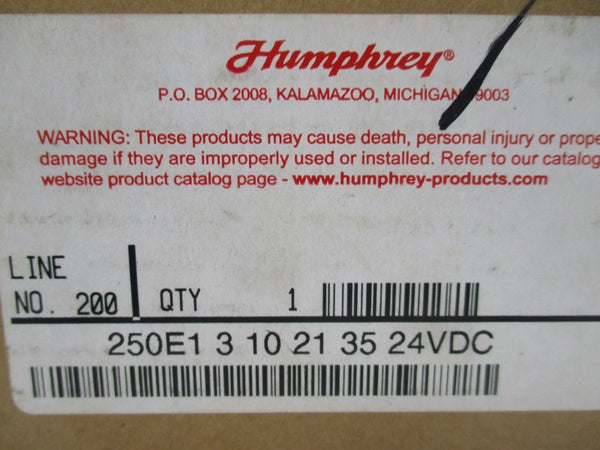 Humphrey®
P.O. BOX 2008, KALAMAZOO, MICHIGAN 9003
WARNING: These products may cause death, personal injury or prope
damage if they are improperly used or installed. Refer to our catalog
website product catalog page - www.humphrey-products.com
LINE
NO. 200 QTY 1
250E1 3 10 21 35 24VDC